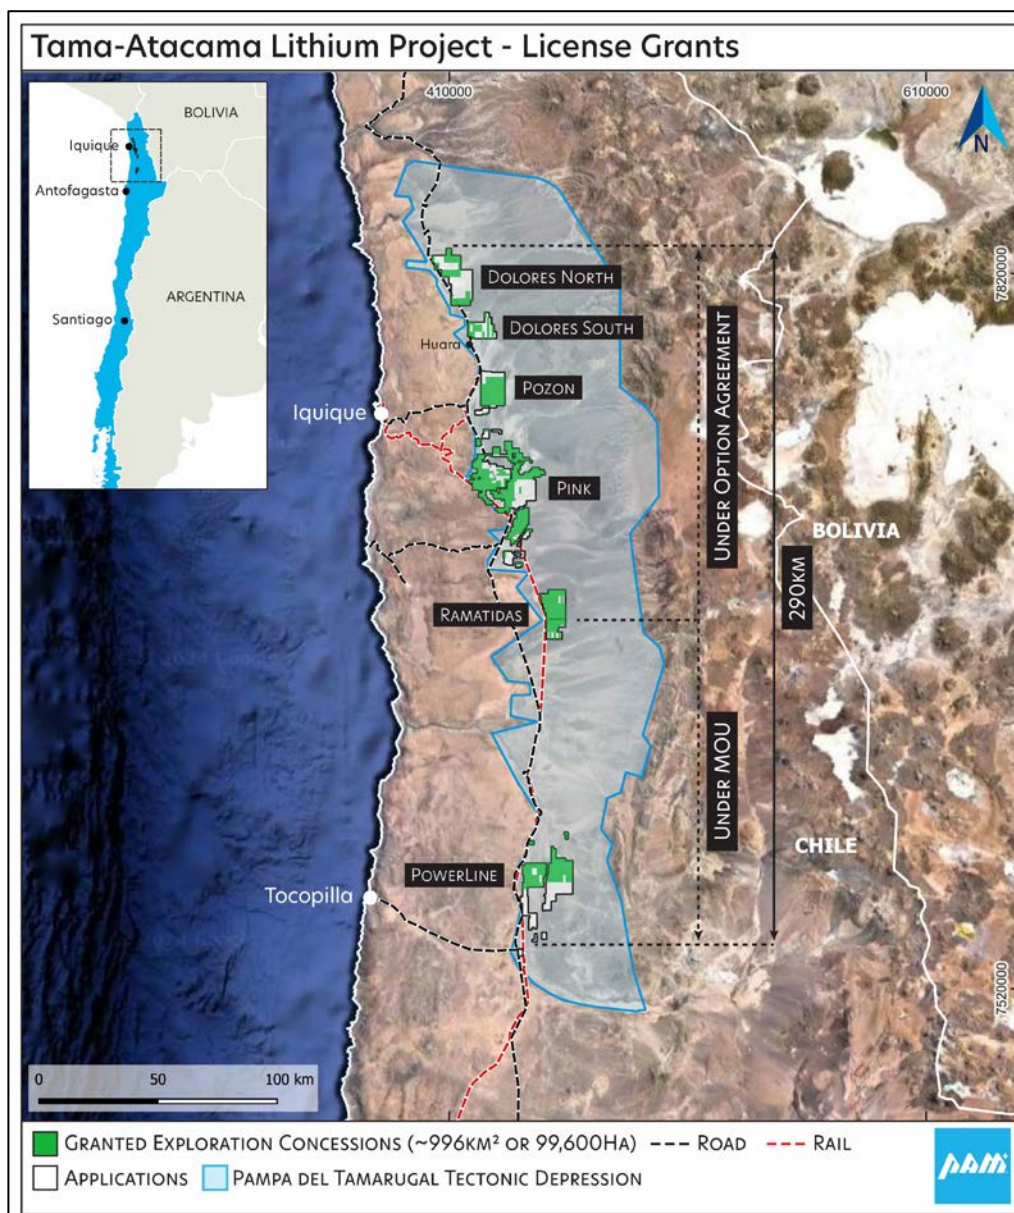 Tama-Atacama Lithium Project - License Grants
410000
610000
N
BOLIVIA
Iquique
Antofagasta
ARGENTINA
Santiago
7820000
DOLORES NORTH
DOLORES SOUTH
Huara
POZON
Iquique
PINK
UNDER OPTION AGREEMENT
BOLIVIA
290KM
RAMATIDAS
UNDER MOU
CHILE
POWERLINE
Tocopilla
7520000
0 50 100 km
GRANTED EXPLORATION CONCESSIONS (~996KM² OR 99,600HA) ROAD RAIL
APPLICATIONS PAMPA DEL TAMARUGAL TECTONIC DEPRESSION
PAM